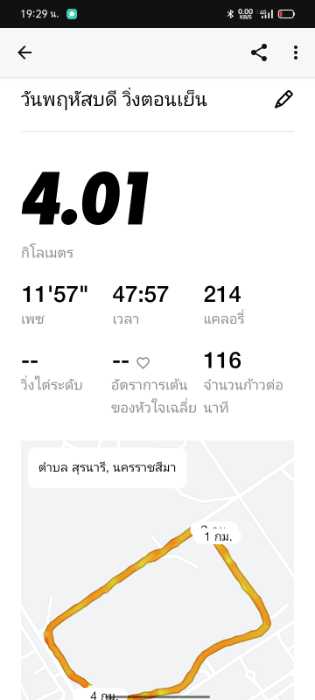 19:29 น.
0.00 KB/S
วันพฤหัสบดี วิ่งตอนเย็น
4.01
กิโลเมตร
11'57" 47:57 214
เพซ เวลา แคลอรี่
-- -- 116
วิ่งไต่ระดับ อัตราการเต้น จำนวนก้าวต่อ
ของหัวใจเฉลี่ย นาที
ตำบล สุรนารี, นครราชสีมา
1 กม.
4 กม.